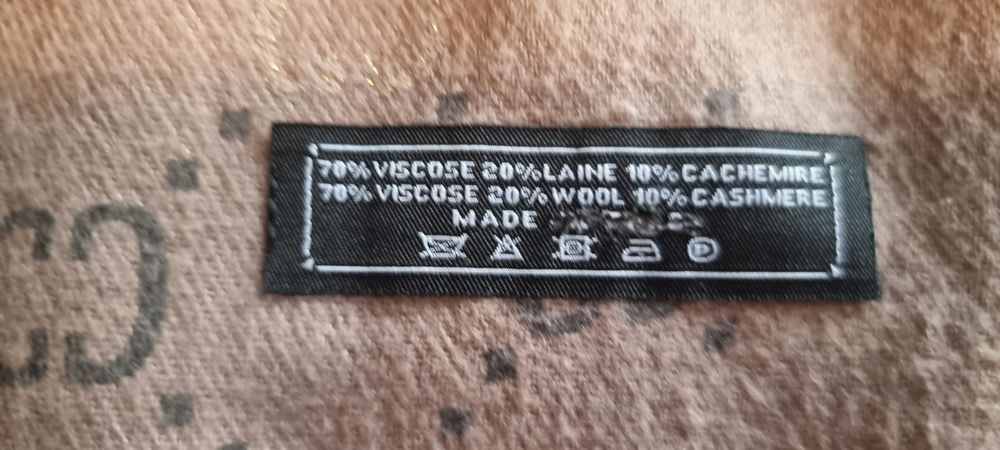 70% VISCOSE 20% LAINE 10% CACHEMIRE
70% VISCOSE 20% WOOL 10% CASHMERE
MADE